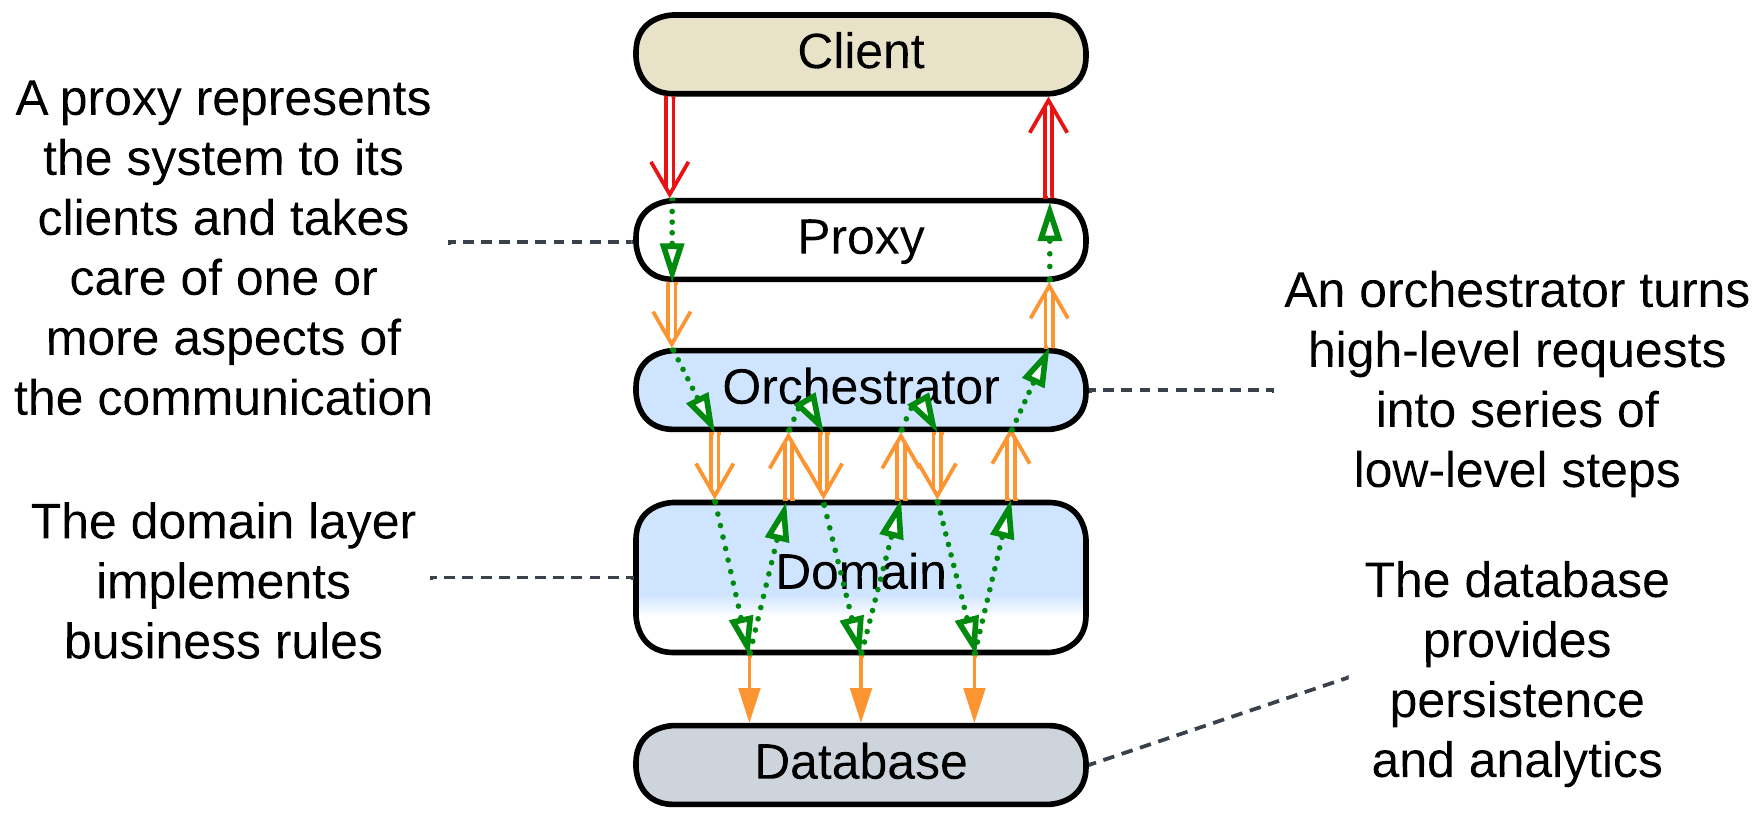 Client
A proxy represents
the system to its
clients and takes
care of one or
more aspects of
the communication
Proxy
An orchestrator turns
high-level requests
into series of
low-level steps
Orchestrator
The domain layer
implements
business rules
Domain
The database
provides
persistence
and analytics
Database